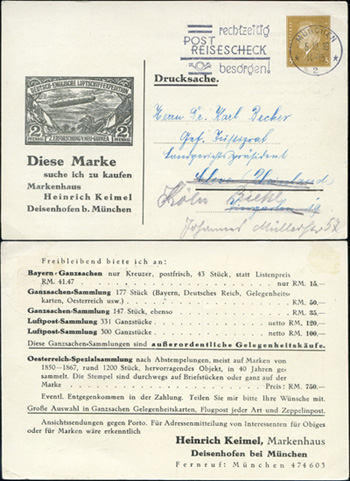 rechtzeitig
POST
REISESCHECK
besorgen!
MÜNCHEN
2
Drucksache.
DEUTSCH-ENGLISCHE LUFTSCHIFFEXPEDITION
2 MARK
2 MARK
Z. ERFORSCHUNG NEU-GUINEA
Diese Marke
suche ich zu kaufen
Markenhaus
Heinrich Keimel
Deisenhofen b. München
Herrn Dr. Karl Becker
Geh. Justizrat
Landgerichtspräsident
Köln
Johannes Müllerstr. 57
Freibleibend biete ich an:
Bayern-Ganzsachen nur Kreuzer, postfrisch, 43 Stück, statt Listenpreis
RM. 41.47 nur RM. 15.—
Ganzsachen-Sammlung 177 Stück (Bayern, Deutsches Reich, Gelegenheits-
karten, Oesterreich usw.) RM. 50.—
Ganzsachen-Sammlung 147 Stück, ebenso RM. 35.—
Luftpost-Sammlung 331 Ganzstücke netto RM. 120.—
Luftpost-Sammlung 300 Ganzstücke netto RM. 100.—
Diese Ganzsachen-Sammlungen sind außerordentliche Gelegenheitskäufe.
Oesterreich-Spezialsammlung nach Abstempelungen, meist auf Marken von
1850—1867, rund 1200 Stück, hervorragendes Objekt, in 40 Jahren ge-
sammelt. Die Stempel sind durchwegs auf Briefstücken oder ganz auf der
Marke Preis: RM. 750.—
Eventl. Entgegenkommen in der Zahlung. Teilen Sie mir bitte Ihre Wünsche mit.
Große Auswahl in Ganzsachen Gelegenheitskarten, Flugpost jeder Art und Zeppelinpost.
Ansichtssendungen gegen Porto. Für Adressenmitteilung von Interessenten für Obiges
oder für Marken wäre erkenntlich
Heinrich Keimel, Markenhaus
Deisenhofen bei München
Fernruf: München 474603